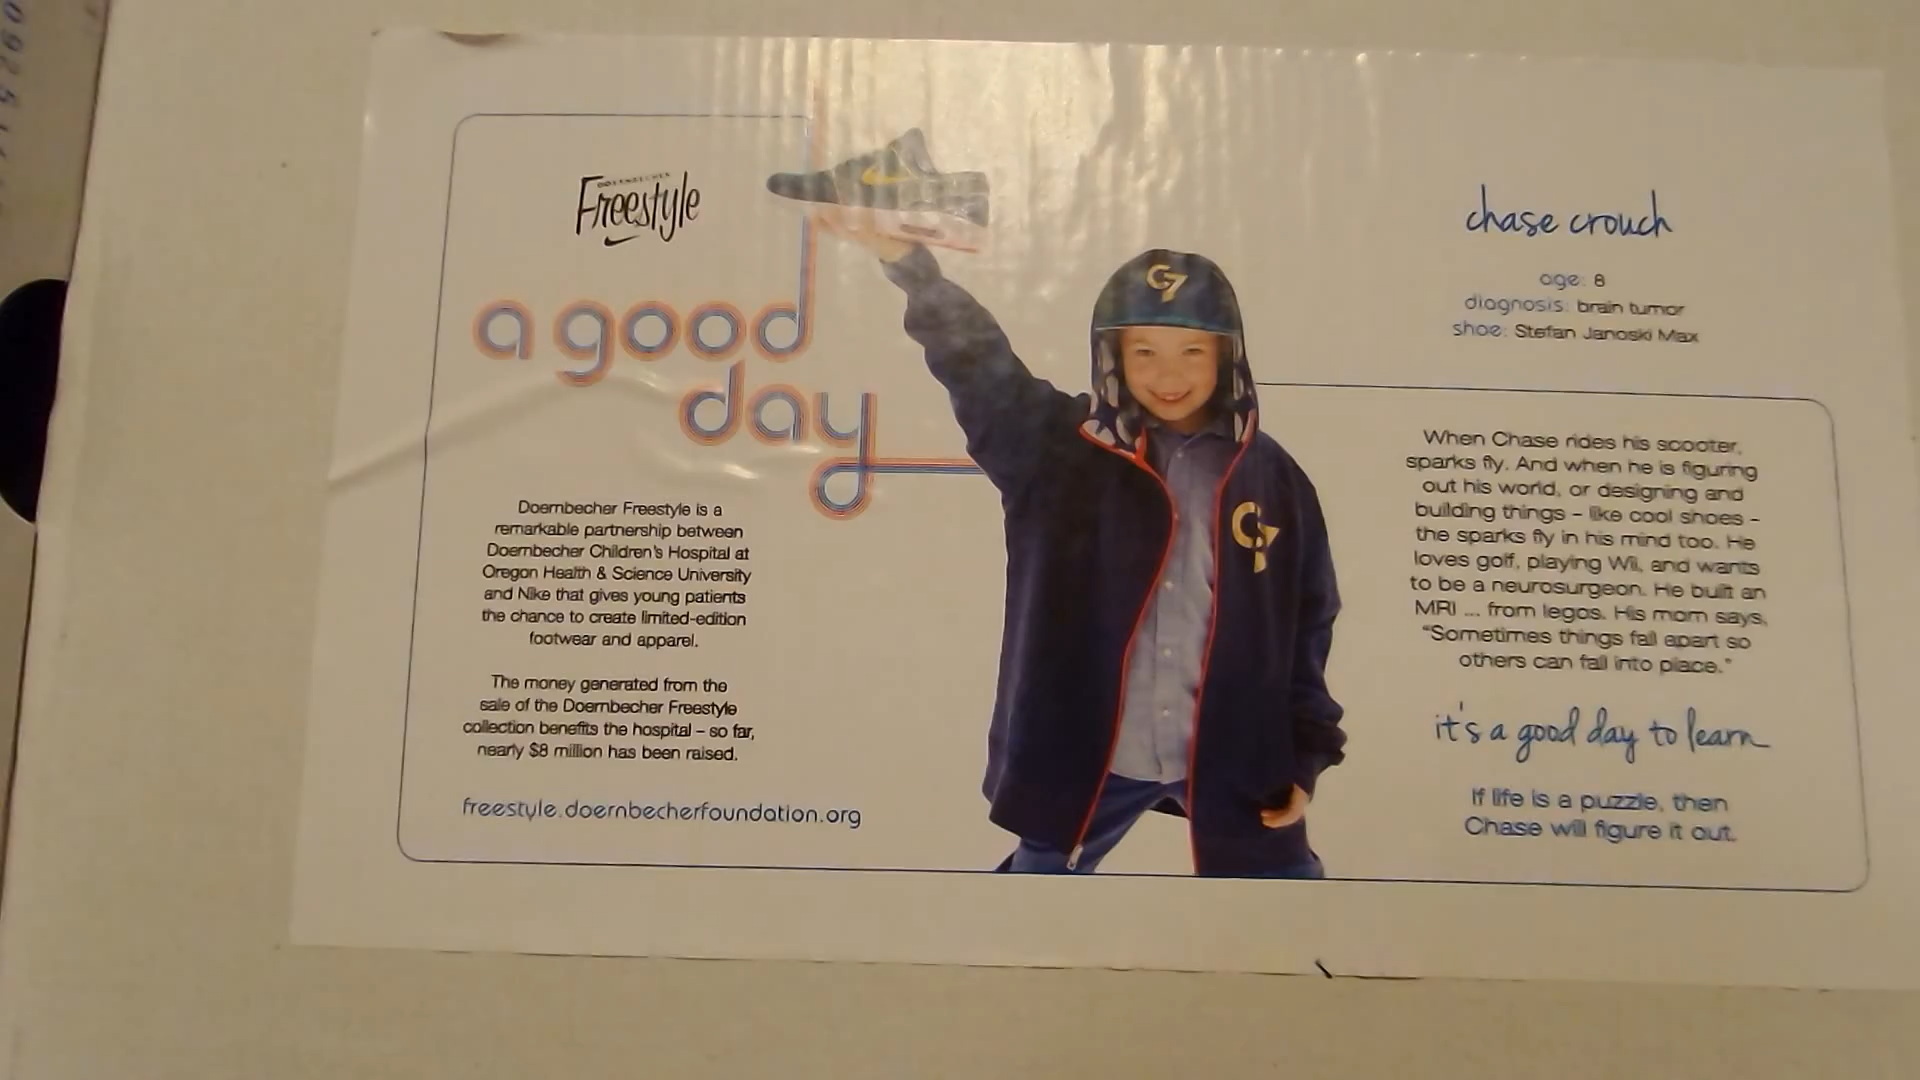 DOERNBECHER
Freestyle
a good
day
Doernbecher Freestyle is a
remarkable partnership between
Doernbecher Children's Hospital at
Oregon Health & Science University
and Nike that gives young patients
the chance to create limited-edition
footwear and apparel.
The money generated from the
sale of the Doernbecher Freestyle
collection benefits the hospital – so far,
nearly $8 million has been raised.
freestyle.doernbecherfoundation.org
C7
C7
chase crouch
age: 8
diagnosis: brain tumor
shoe: Stefan Janoski Max
When Chase rides his scooter,
sparks fly. And when he is figuring
out his world, or designing and
building things – like cool shoes –
the sparks fly in his mind too. He
loves golf, playing Wii, and wants
to be a neurosurgeon. He built an
MRI ... from legos. His mom says,
"Sometimes things fall apart so
others can fall into place."
it's a good day to learn
If life is a puzzle, then
Chase will figure it out.